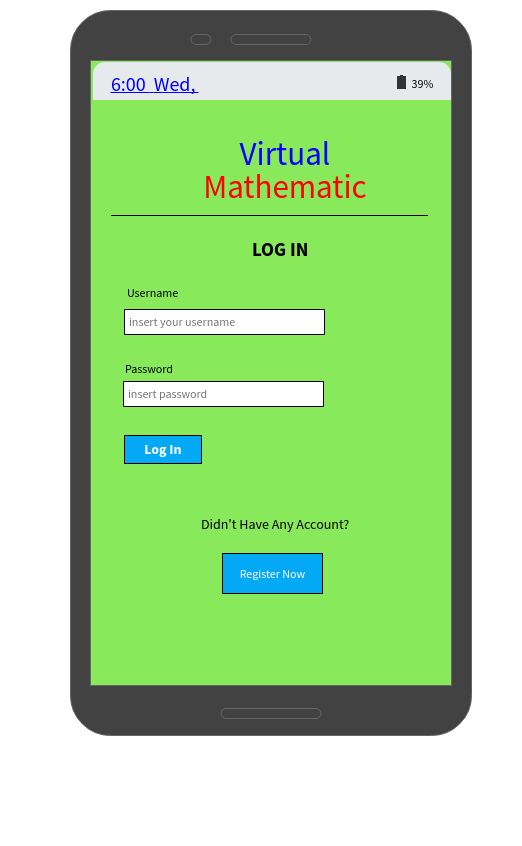 6:00 Wed,
39%
Virtual
Mathematic
LOG IN
Username
insert your username
Password
insert password
Log In
Didn't Have Any Account?
Register Now